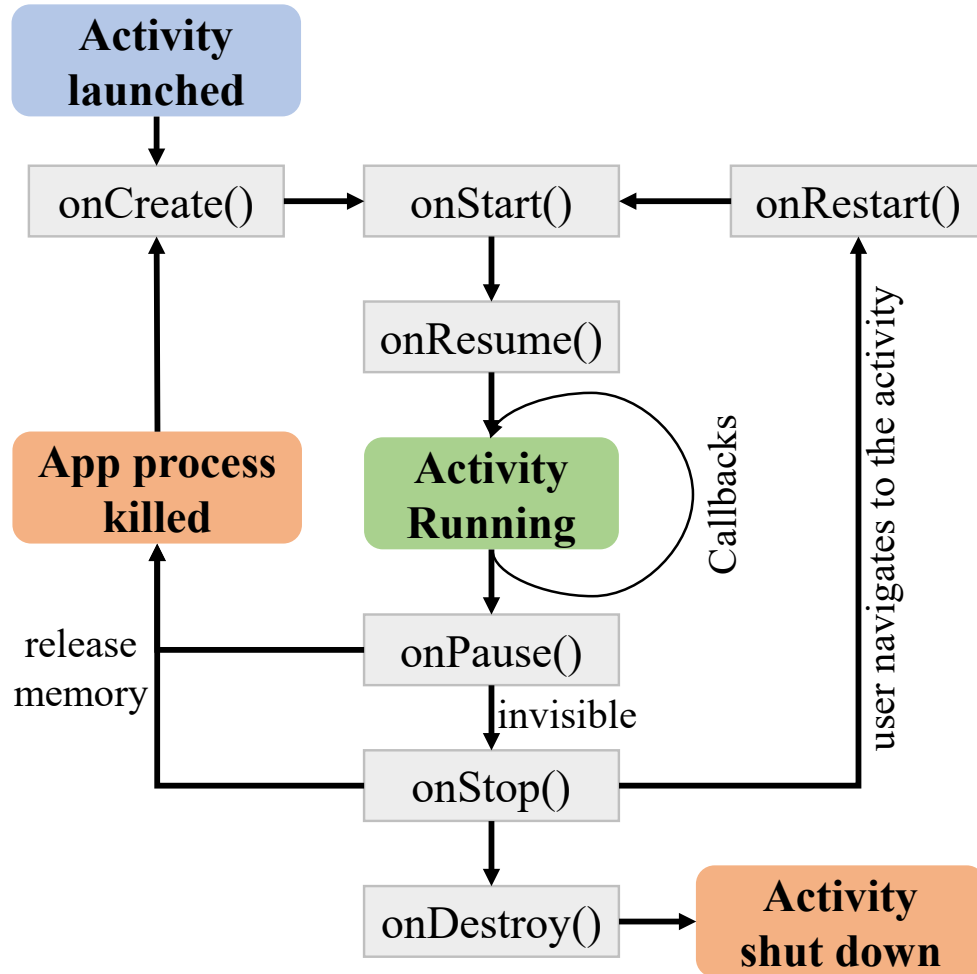 Activity
launched
onCreate()
onStart()
onRestart()
onResume()
user navigates to the activity
Callbacks
App process
killed
Activity
Running
release
memory
onPause()
invisible
onStop()
onDestroy()
Activity
shut down